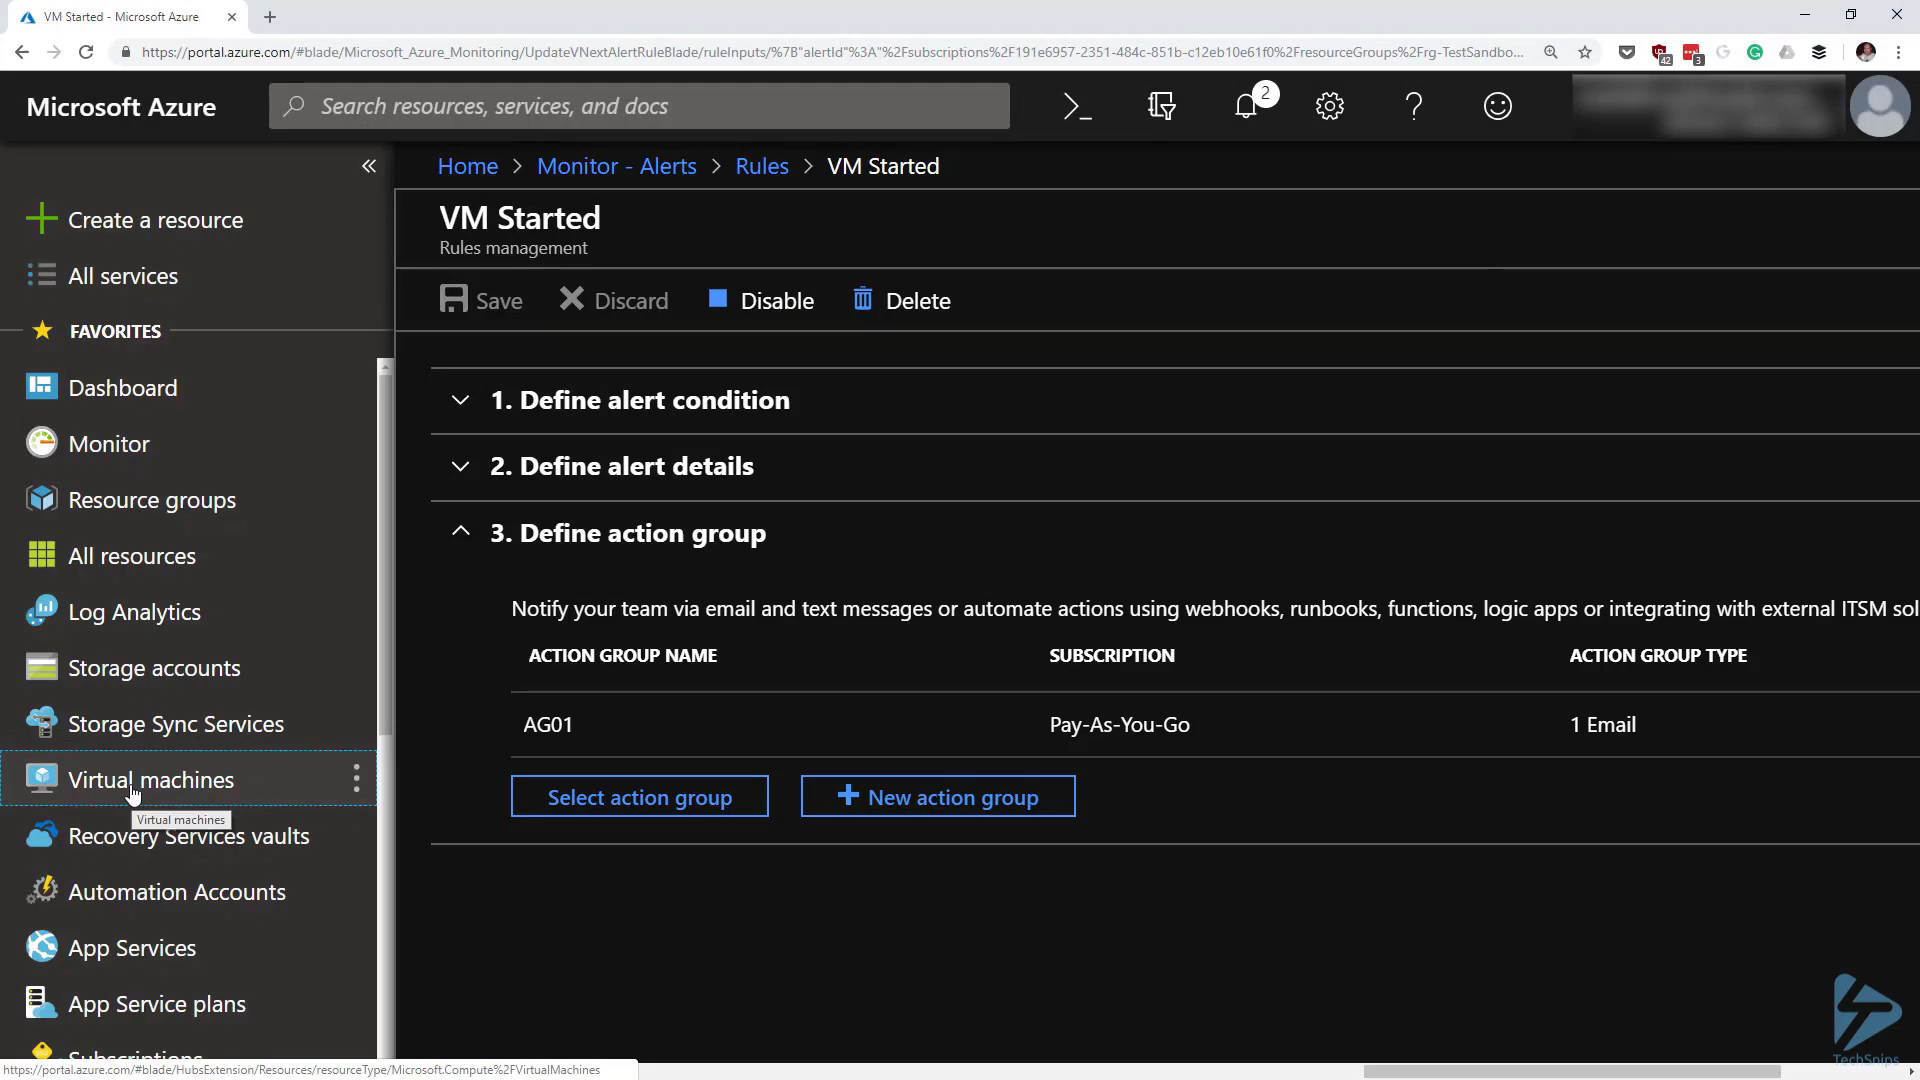 VM Started - Microsoft Azure
https://portal.azure.com/#blade/Microsoft_Azure_Monitoring/UpdateVNextAlertRuleBlade/ruleInputs/%7B"alertId"%3A"%2Fsubscriptions%2F191e6957-2351-484c-851b-c12eb10e61f0%2FresourceGroups%2Frg-TestSandbo...
42
3
Microsoft Azure
Search resources, services, and docs
2
Home > Monitor - Alerts > Rules > VM Started
Create a resource
All services
FAVORITES
Dashboard
Monitor
Resource groups
All resources
Log Analytics
Storage accounts
Storage Sync Services
Virtual machines
Virtual machines
Recovery Services vaults
Automation Accounts
App Services
App Service plans
Subscriptions
VM Started
Rules management
Save Discard Disable Delete
1. Define alert condition
2. Define alert details
3. Define action group
Notify your team via email and text messages or automate actions using webhooks, runbooks, functions, logic apps or integrating with external ITSM sol
ACTION GROUP NAME SUBSCRIPTION ACTION GROUP TYPE
AG01 Pay-As-You-Go 1 Email
Select action group New action group
TechSnips
https://portal.azure.com/#blade/HubsExtension/Resources/resourceType/Microsoft.Compute%2FVirtualMachines